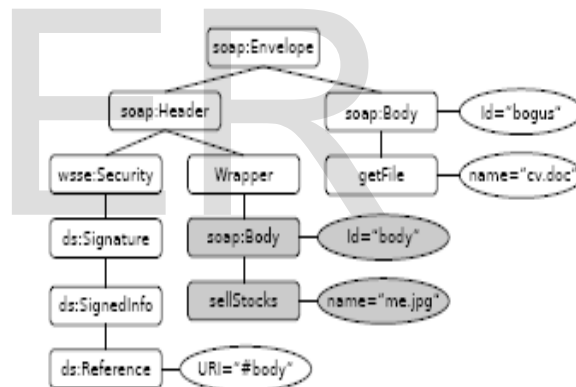 ER
soap:Envelope
soap:Header
soap:Body
Id="bogus"
wsse:Security
Wrapper
getFile
name="cv.doc"
ds:Signature
soap:Body
Id="body"
ds:SignedInfo
sellStocks
name="me.jpg"
ds:Reference
URI="#body"